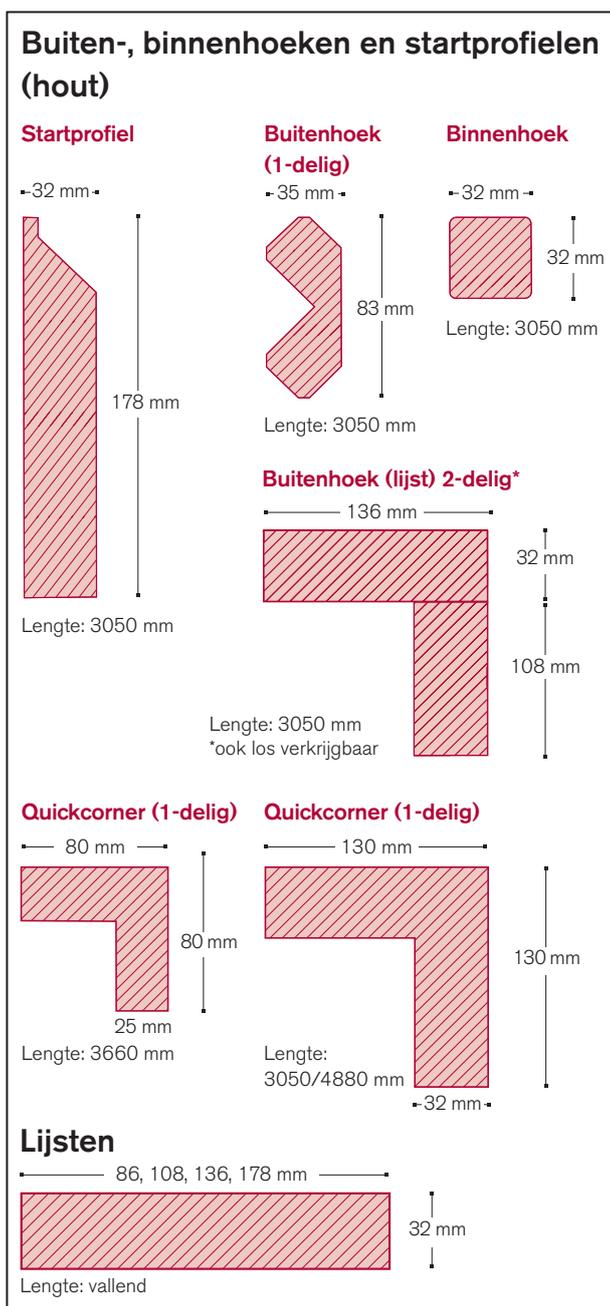 Buiten-, binnenhoeken en startprofielen
(hout)
Startprofiel
32 mm
178 mm
Lengte: 3050 mm
Buitenhoek
(1-delig)
35 mm
83 mm
Lengte: 3050 mm
Binnenhoek
32 mm
32 mm
Lengte: 3050 mm
Buitenhoek (lijst) 2-delig*
136 mm
32 mm
108 mm
Lengte: 3050 mm
*ook los verkrijgbaar
Quickcorner (1-delig)
80 mm
80 mm
25 mm
Lengte: 3660 mm
Quickcorner (1-delig)
130 mm
130 mm
Lengte:
3050/4880 mm
32 mm
Lijsten
86, 108, 136, 178 mm
32 mm
Lengte: vallend